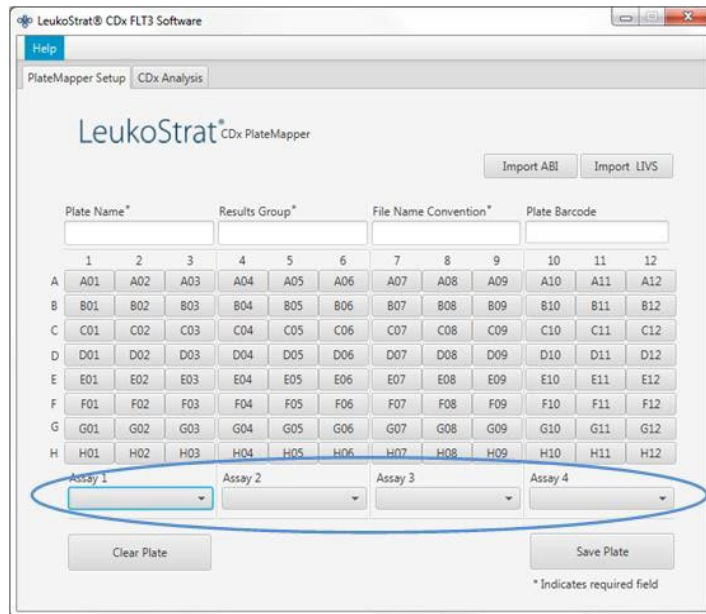 LeukoStrat® CDx FLT3 Software
Help
PlateMapper Setup CDx Analysis
LeukoStrat® CDx PlateMapper
Import ABI Import LIVS
Plate Name* Results Group* File Name Convention* Plate Barcode
1 2 3 4 5 6 7 8 9 10 11 12
A A01 A02 A03 A04 A05 A06 A07 A08 A09 A10 A11 A12
B B01 B02 B03 B04 B05 B06 B07 B08 B09 B10 B11 B12
C C01 C02 C03 C04 C05 C06 C07 C08 C09 C10 C11 C12
D D01 D02 D03 D04 D05 D06 D07 D08 D09 D10 D11 D12
E E01 E02 E03 E04 E05 E06 E07 E08 E09 E10 E11 E12
F F01 F02 F03 F04 F05 F06 F07 F08 F09 F10 F11 F12
G G01 G02 G03 G04 G05 G06 G07 G08 G09 G10 G11 G12
H H01 H02 H03 H04 H05 H06 H07 H08 H09 H10 H11 H12
Assay 1 Assay 2 Assay 3 Assay 4
Clear Plate Save Plate
* Indicates required field